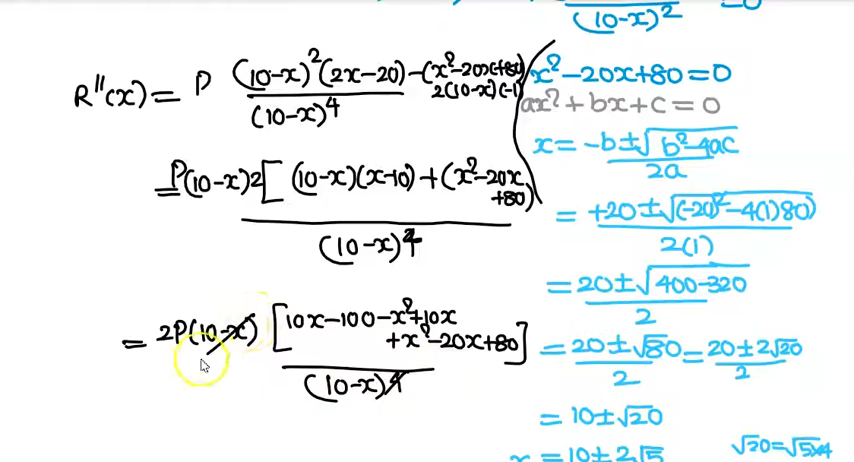 (10-x)²
R''(x) = P (10-x)²(2x-20) - (x²-20x+80) 2(10-x)(-1)
(10-x)⁴
= P(10-x)2[ (10-x)(x-10) + (x²-20x
+80)
(10-x)⁴
= 2P(10-x) [10x-100-x²+10x
+x²-20x+80]
(10-x)⁴
x²-20x+80=0
ax²+bx+c=0
x = -b±√b²-4ac
2a
= +20±√(-20)²-4(1)80)
2(1)
= 20±√400-320
2
= 20±√80 = 20±2√20
2 2
= 10±√20
x = 10±2√5 √20=√5x4